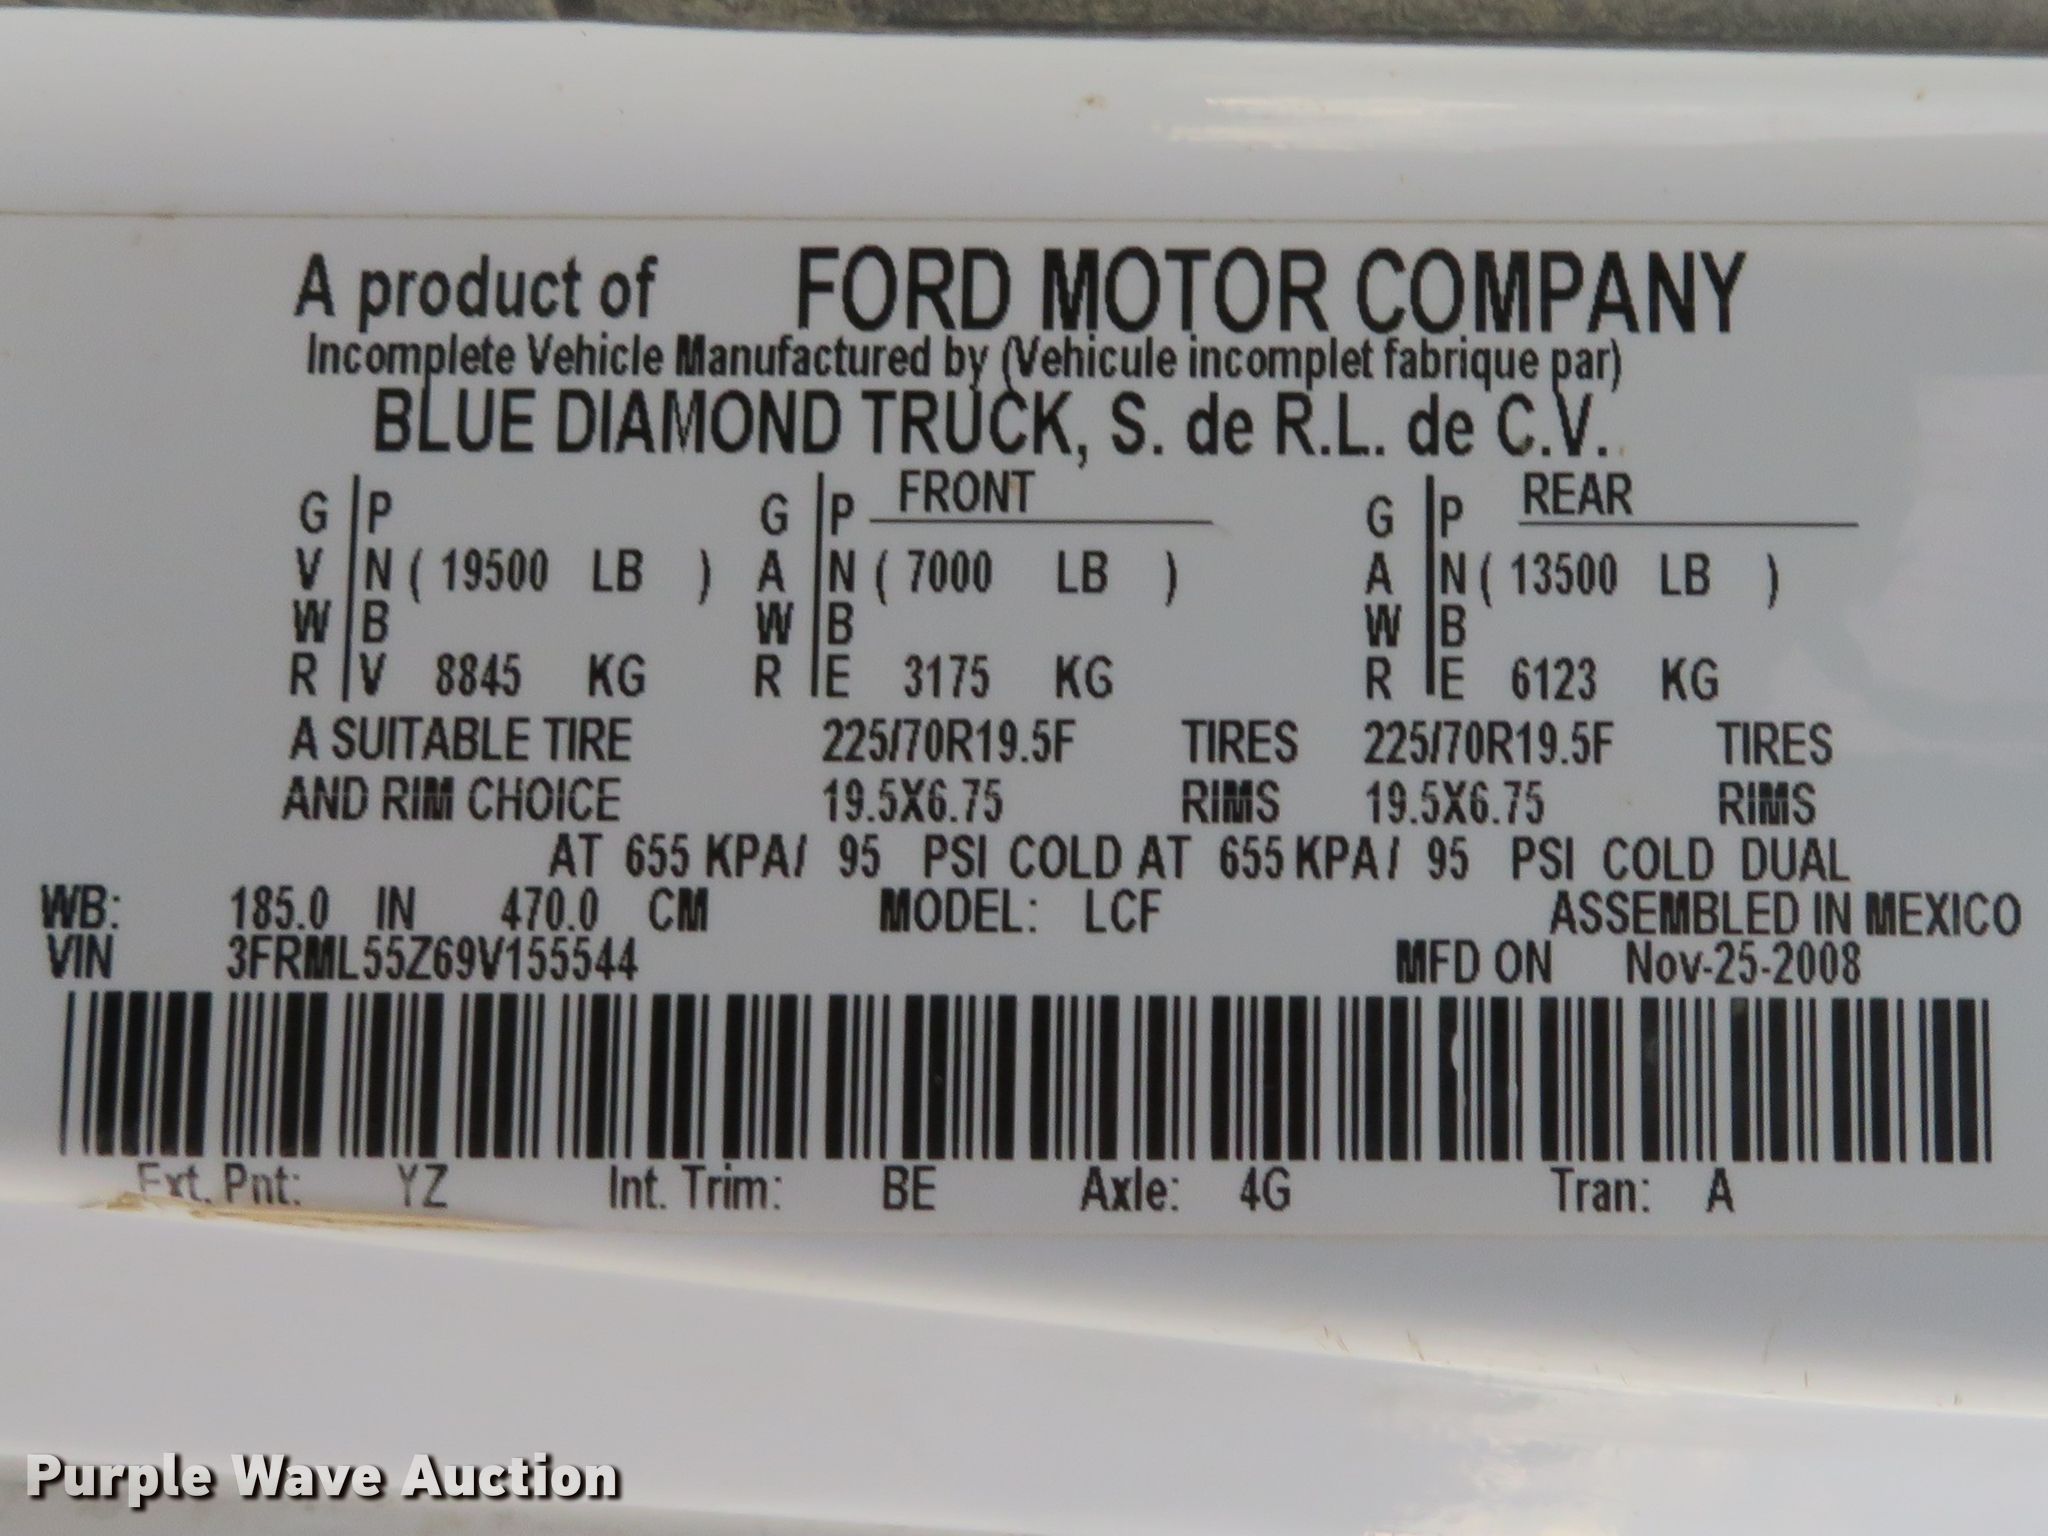 A product of FORD MOTOR COMPANY
Incomplete Vehicle Manufactured by (Vehicule incomplet fabrique par)
BLUE DIAMOND TRUCK, S. de R.L. de C.V.
G P G P FRONT G P REAR
V N ( 19500 LB ) A N ( 7000 LB ) A N ( 13500 LB )
W B W B W B
R V 8845 KG R E 3175 KG R E 6123 KG
A SUITABLE TIRE 225/70R19.5F TIRES 225/70R19.5F TIRES
AND RIM CHOICE 19.5X6.75 RIMS 19.5X6.75 RIMS
AT 655 KPA/ 95 PSI COLD AT 655 KPA/ 95 PSI COLD DUAL
WB: 185.0 IN 470.0 CM MODEL: LCF ASSEMBLED IN MEXICO
VIN 3FRML55Z69V155544 MFD ON Nov-25-2008
Ext. Pnt: YZ Int. Trim: BE Axle: 4G Tran: A
Purple Wave Auction